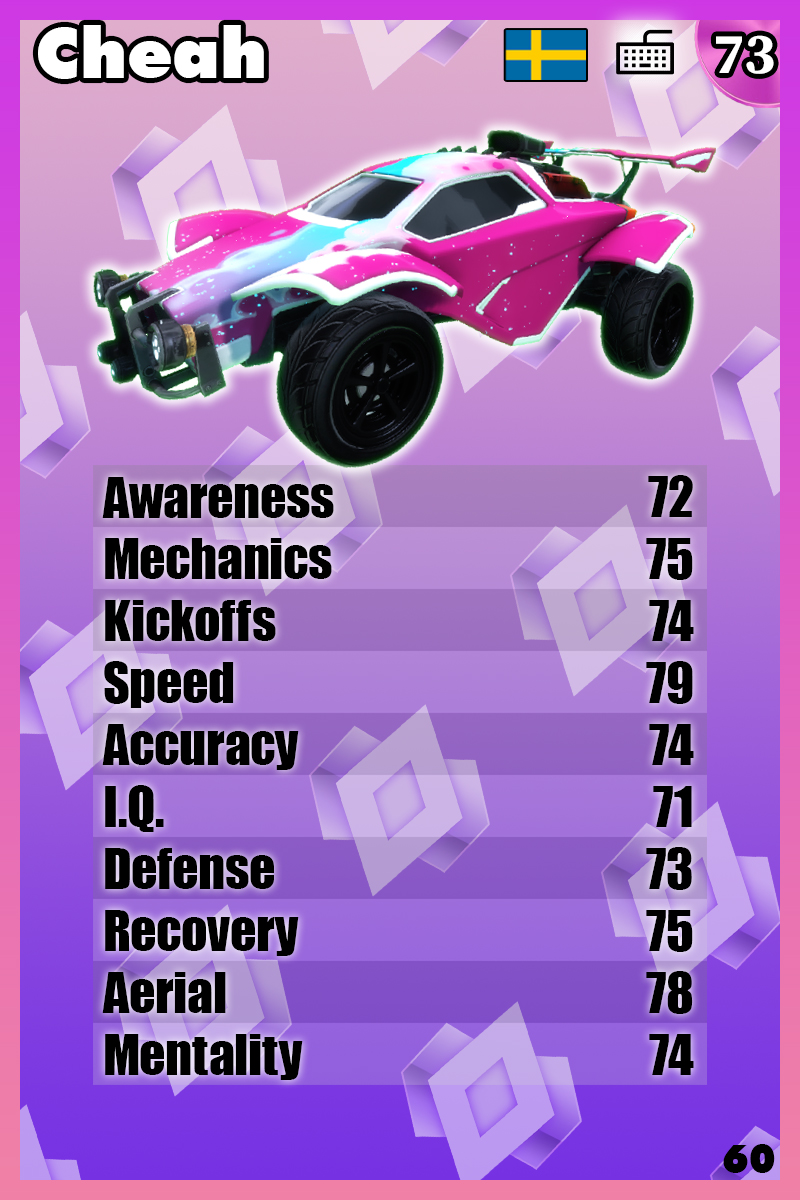 Cheah 73
Awareness 72
Mechanics 75
Kickoffs 74
Speed 79
Accuracy 74
I.Q. 71
Defense 73
Recovery 75
Aerial 78
Mentality 74
60